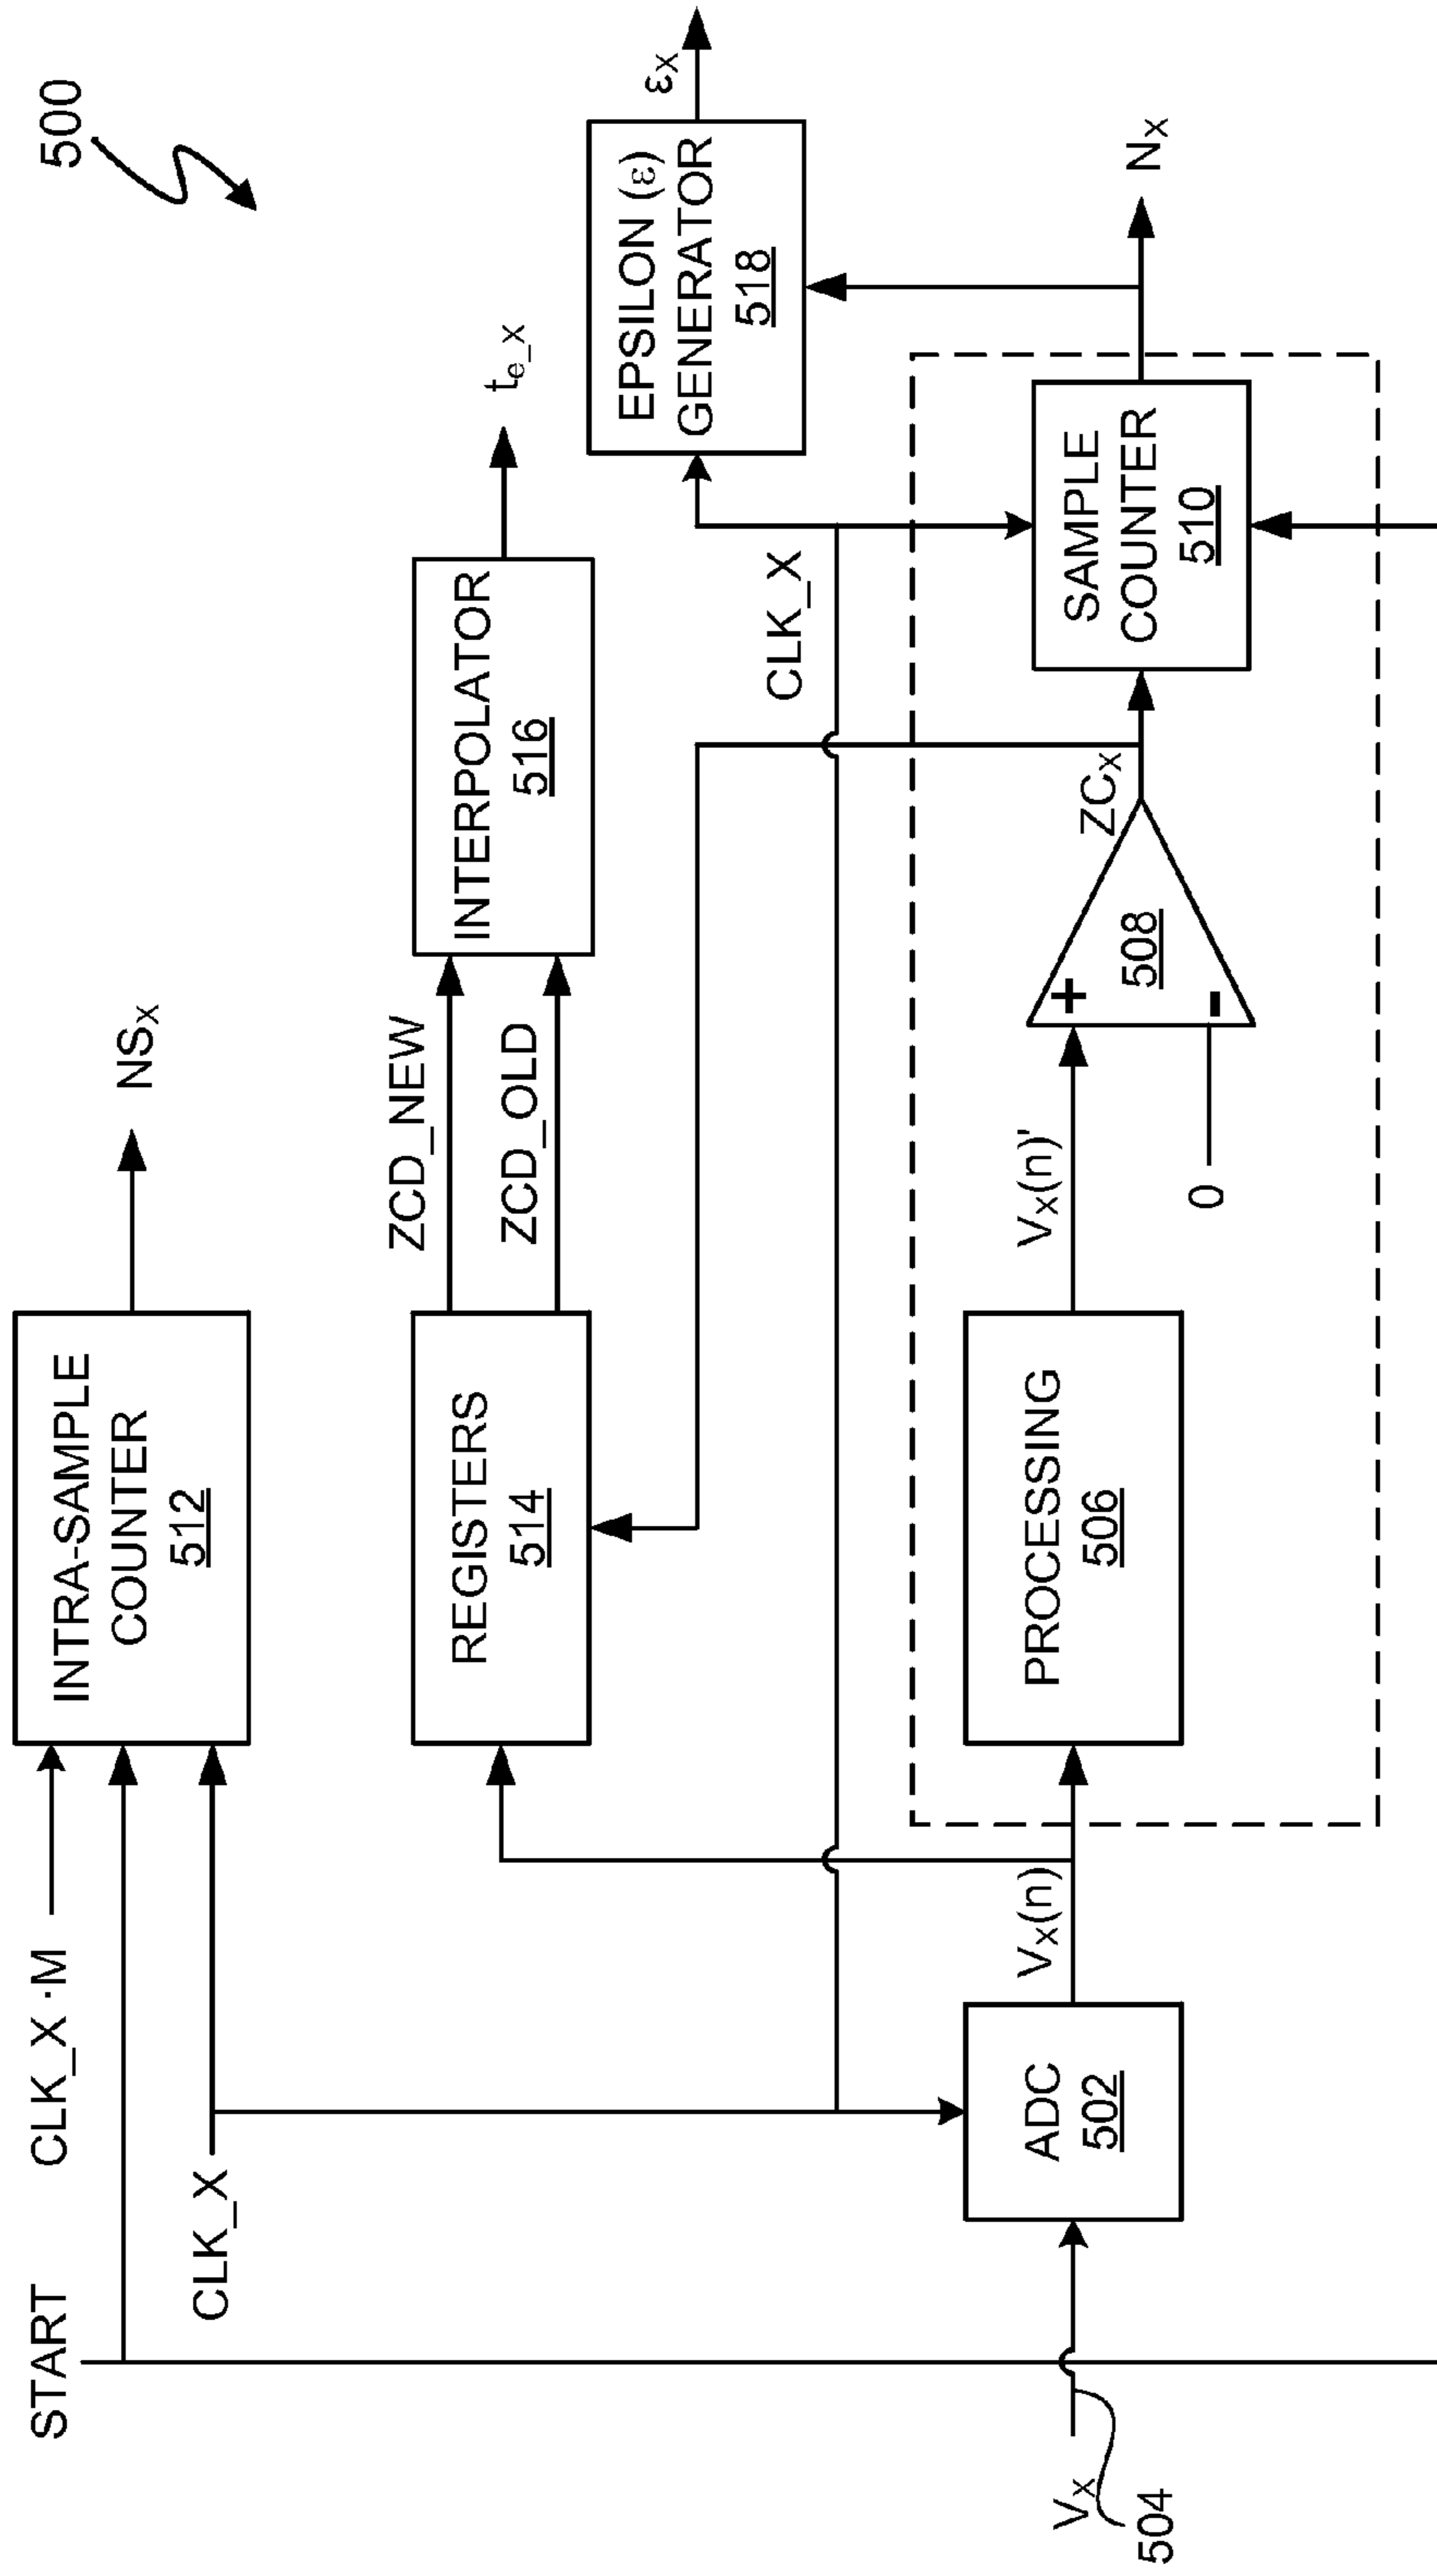 500
START
CLK_X ·M
CLK_X
INTRA-SAMPLE
COUNTER
512
NSX
REGISTERS
514
ZCD_NEW
ZCD_OLD
INTERPOLATOR
516
te_X
EPSILON (ε)
GENERATOR
518
εX
CLK_X
VX
504
ADC
502
VX(n)
PROCESSING
506
VX(n)'
0
+
-
508
ZCX
SAMPLE
COUNTER
510
NX